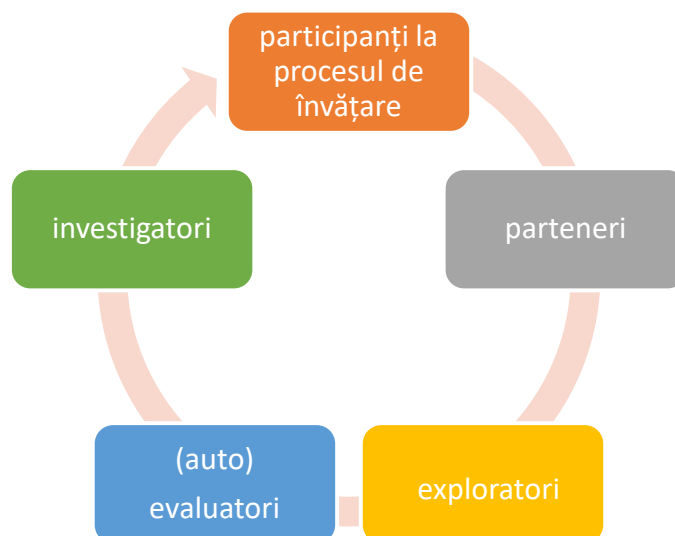 participanți la
procesul de
învățare
parteneri
exploratori
(auto)
evaluatori
investigatori